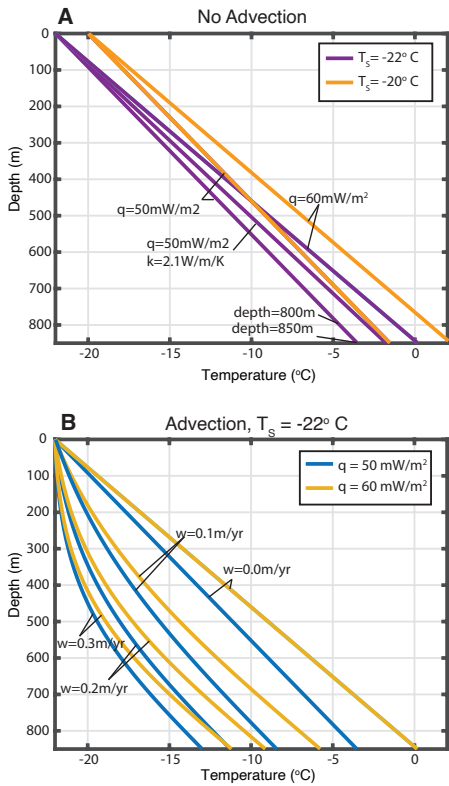 A
No Advection
0
100
200
300
400
500
600
700
800
Depth (m)
T_S = -22° C
T_S = -20° C
q=50mW/m2
q=60mW/m²
q=50mW/m2
k=2.1W/m/K
depth=800m
depth=850m
-20
-15
-10
-5
0
Temperature (°C)
B
Advection, T_S = -22° C
0
100
200
300
400
500
600
700
800
Depth (m)
q = 50 mW/m²
q = 60 mW/m²
w=0.1m/yr
w=0.0m/yr
w=0.3m/yr
w=0.2m/yr
-20
-15
-10
-5
0
Temperature (°C)